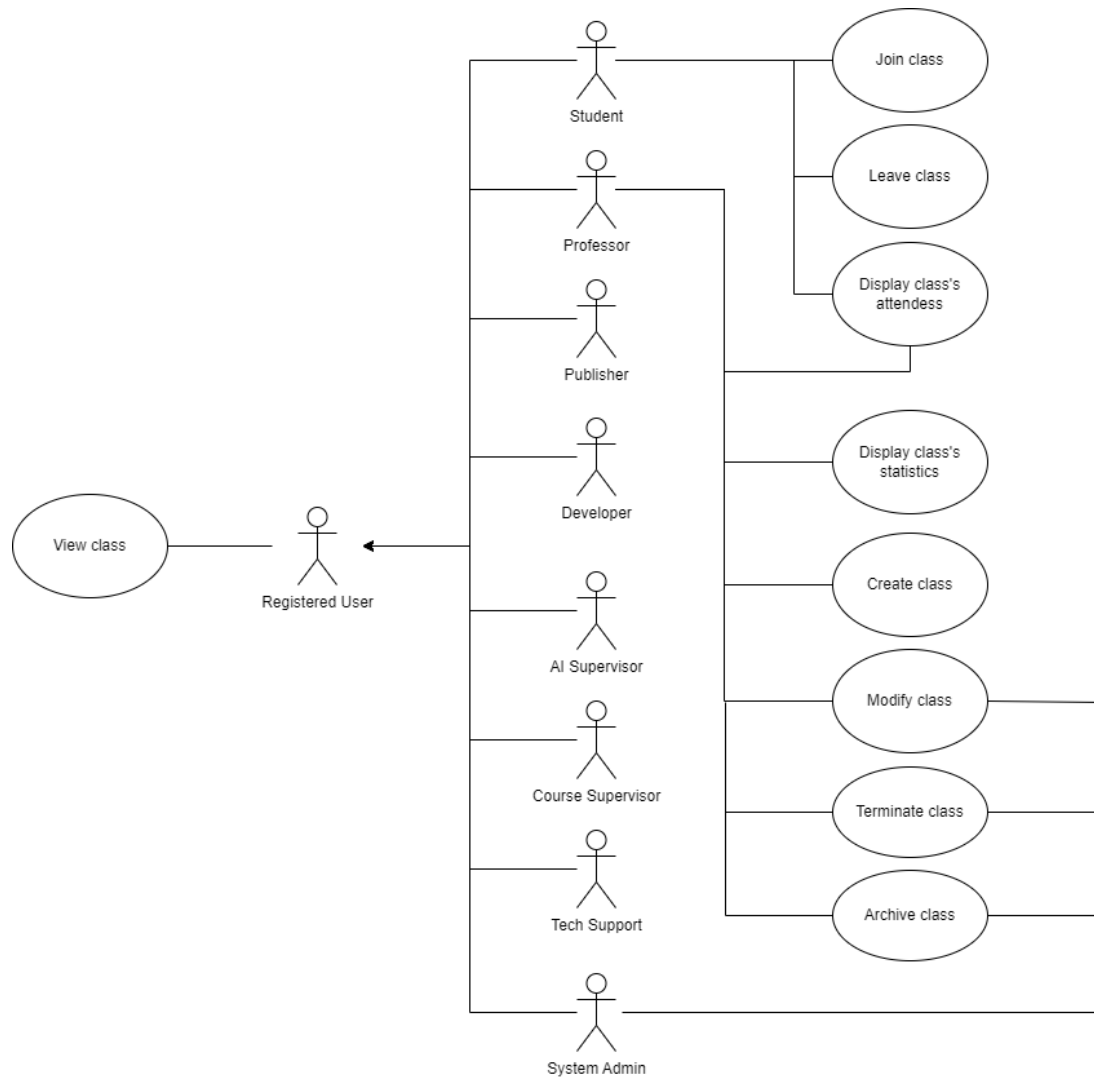 Student
Join class
Leave class
Professor
Display class's
attendess
Publisher
Display class's
statistics
Developer
View class
Registered User
Create class
AI Supervisor
Modify class
Course Supervisor
Terminate class
Tech Support
Archive class
System Admin